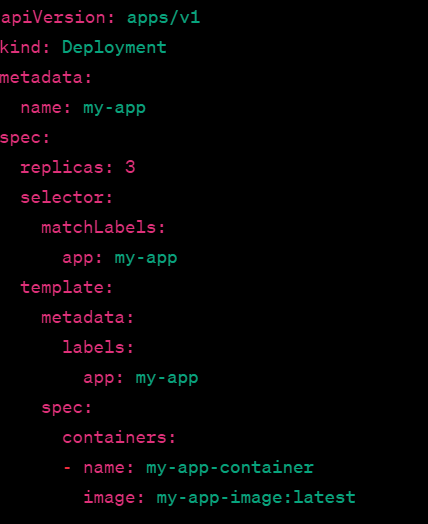 apiVersion: apps/v1
kind: Deployment
metadata:
  name: my-app
spec:
  replicas: 3
  selector:
    matchLabels:
      app: my-app
  template:
    metadata:
      labels:
        app: my-app
    spec:
      containers:
      - name: my-app-container
        image: my-app-image:latest